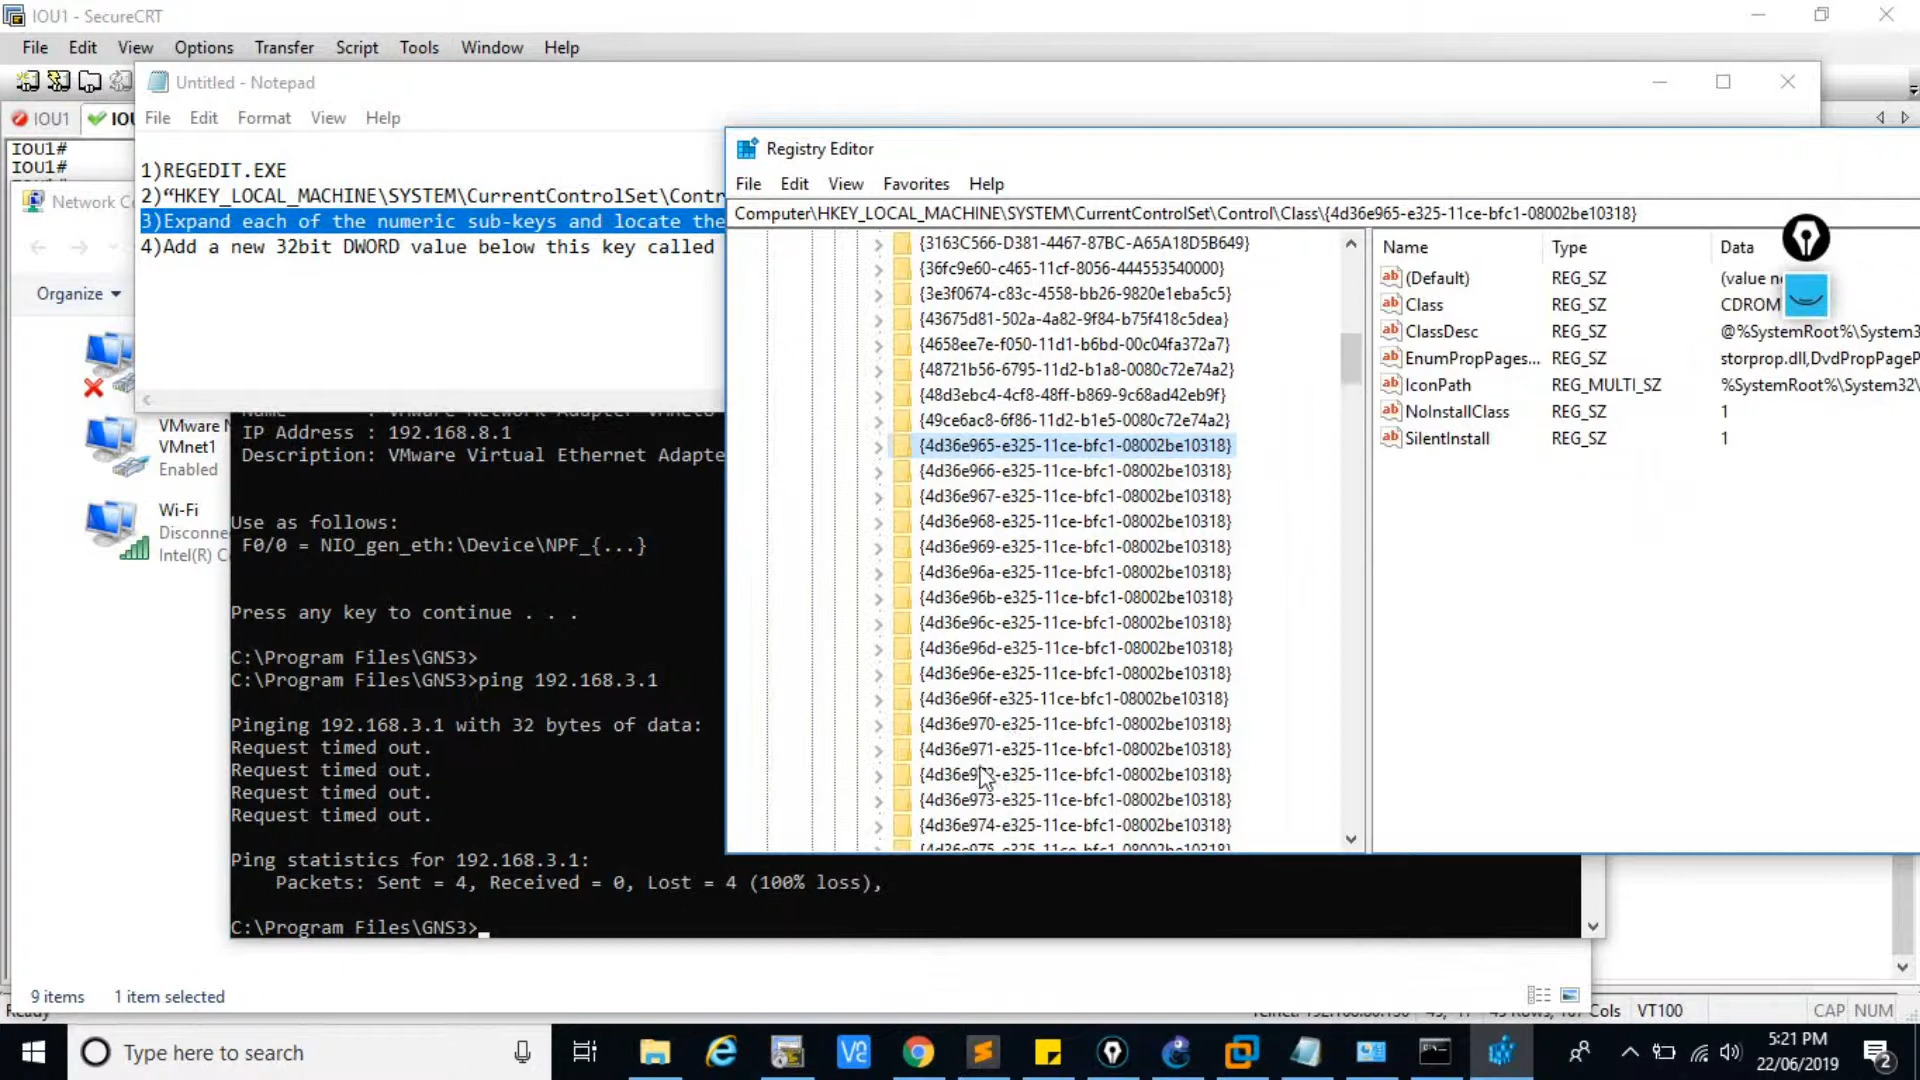 IOU1 - SecureCRT
File Edit View Options Transfer Script Tools Window Help
Untitled - Notepad
IOU1
File Edit Format View Help
IOU1#
IOU1#
1)REGEDIT.EXE
2)“HKEY_LOCAL_MACHINE\SYSTEM\CurrentControlSet\Contr
3)Expand each of the numeric sub-keys and locate the
4)Add a new 32bit DWORD value below this key called
Organize
VMnet1
Enabled
Wi-Fi
Intel(R)
IP Address : 192.168.8.1
Description: VMware Virtual Ethernet Adapte
Use as follows:
F0/0 = NIO_gen_eth:\Device\NPF_{...}
Press any key to continue . . .
C:\Program Files\GNS3>
C:\Program Files\GNS3>ping 192.168.3.1
Pinging 192.168.3.1 with 32 bytes of data:
Request timed out.
Request timed out.
Request timed out.
Request timed out.
Ping statistics for 192.168.3.1:
Packets: Sent = 4, Received = 0, Lost = 4 (100% loss),
C:\Program Files\GNS3>
Registry Editor
File Edit View Favorites Help
Computer\HKEY_LOCAL_MACHINE\SYSTEM\CurrentControlSet\Control\Class\{4d36e965-e325-11ce-bfc1-08002be10318}
{3163C566-D381-4467-87BC-A65A18D5B649}
{36fc9e60-c465-11cf-8056-444553540000}
{3e3f0674-c83c-4558-bb26-9820e1eba5c5}
{43675d81-502a-4a82-9f84-b75f418c5dea}
{4658ee7e-f050-11d1-b6bd-00c04fa372a7}
{48721b56-6795-11d2-b1a8-0080c72e74a2}
{48d3ebc4-4cf8-48ff-b869-9c68ad42eb9f}
{49ce6ac8-6f86-11d2-b1e5-0080c72e74a2}
{4d36e965-e325-11ce-bfc1-08002be10318}
{4d36e966-e325-11ce-bfc1-08002be10318}
{4d36e967-e325-11ce-bfc1-08002be10318}
{4d36e968-e325-11ce-bfc1-08002be10318}
{4d36e969-e325-11ce-bfc1-08002be10318}
{4d36e96a-e325-11ce-bfc1-08002be10318}
{4d36e96b-e325-11ce-bfc1-08002be10318}
{4d36e96c-e325-11ce-bfc1-08002be10318}
{4d36e96d-e325-11ce-bfc1-08002be10318}
{4d36e96e-e325-11ce-bfc1-08002be10318}
{4d36e96f-e325-11ce-bfc1-08002be10318}
{4d36e970-e325-11ce-bfc1-08002be10318}
{4d36e971-e325-11ce-bfc1-08002be10318}
{4d36e973-e325-11ce-bfc1-08002be10318}
{4d36e974-e325-11ce-bfc1-08002be10318}
Name Type Data
(Default) REG_SZ (value
Class REG_SZ CDROM
ClassDesc REG_SZ @%SystemRoot%\System3
EnumPropPages... REG_SZ storprop.dll,DvdPropPageP
IconPath REG_MULTI_SZ %SystemRoot%\System32\
NoInstallClass REG_SZ 1
SilentInstall REG_SZ 1
9 items 1 item selected
Cols VT100 CAP NUM
Type here to search
5:21 PM
22/06/2019
2